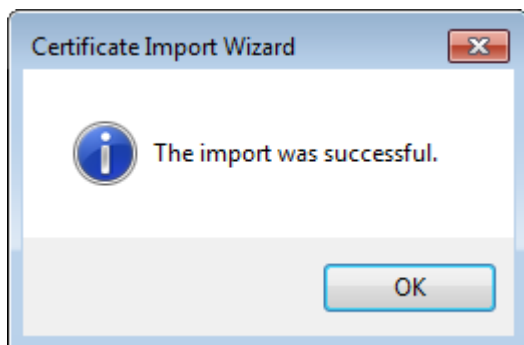 Certificate Import Wizard
The import was successful.
OK